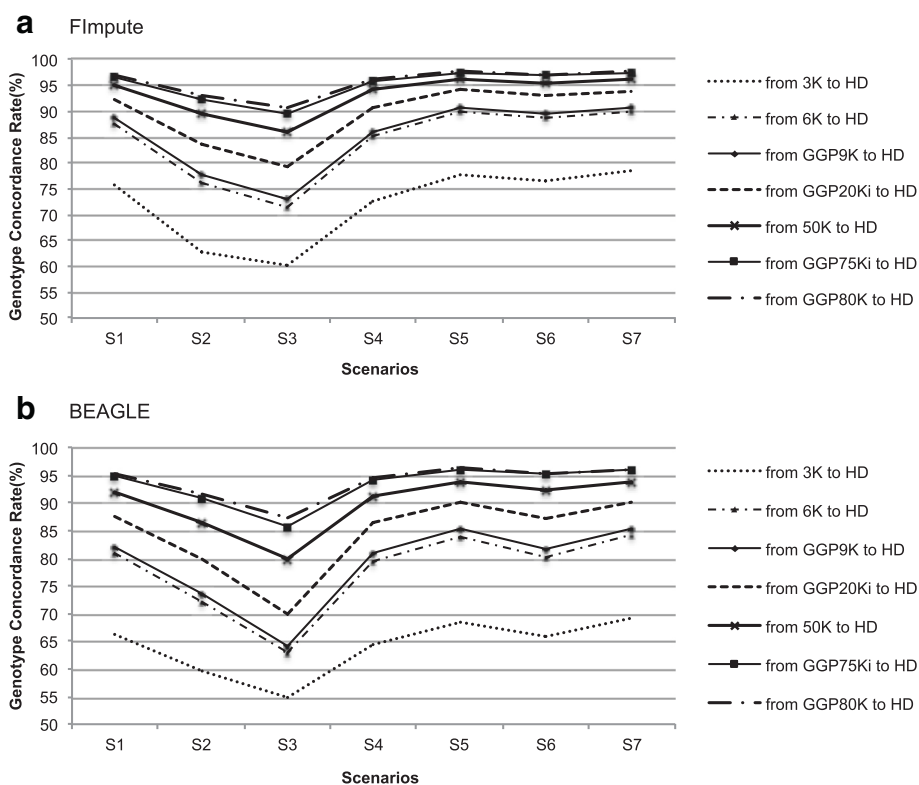 a FImpute
Genotype Concordance Rate(%)
100
95
90
85
80
75
70
65
60
55
50
S1 S2 S3 S4 S5 S6 S7
Scenarios
from 3K to HD
from 6K to HD
from GGP9K to HD
from GGP20Ki to HD
from 50K to HD
from GGP75Ki to HD
from GGP80K to HD
b BEAGLE
Genotype Concordance Rate(%)
100
95
90
85
80
75
70
65
60
55
50
S1 S2 S3 S4 S5 S6 S7
Scenarios
from 3K to HD
from 6K to HD
from GGP9K to HD
from GGP20Ki to HD
from 50K to HD
from GGP75Ki to HD
from GGP80K to HD